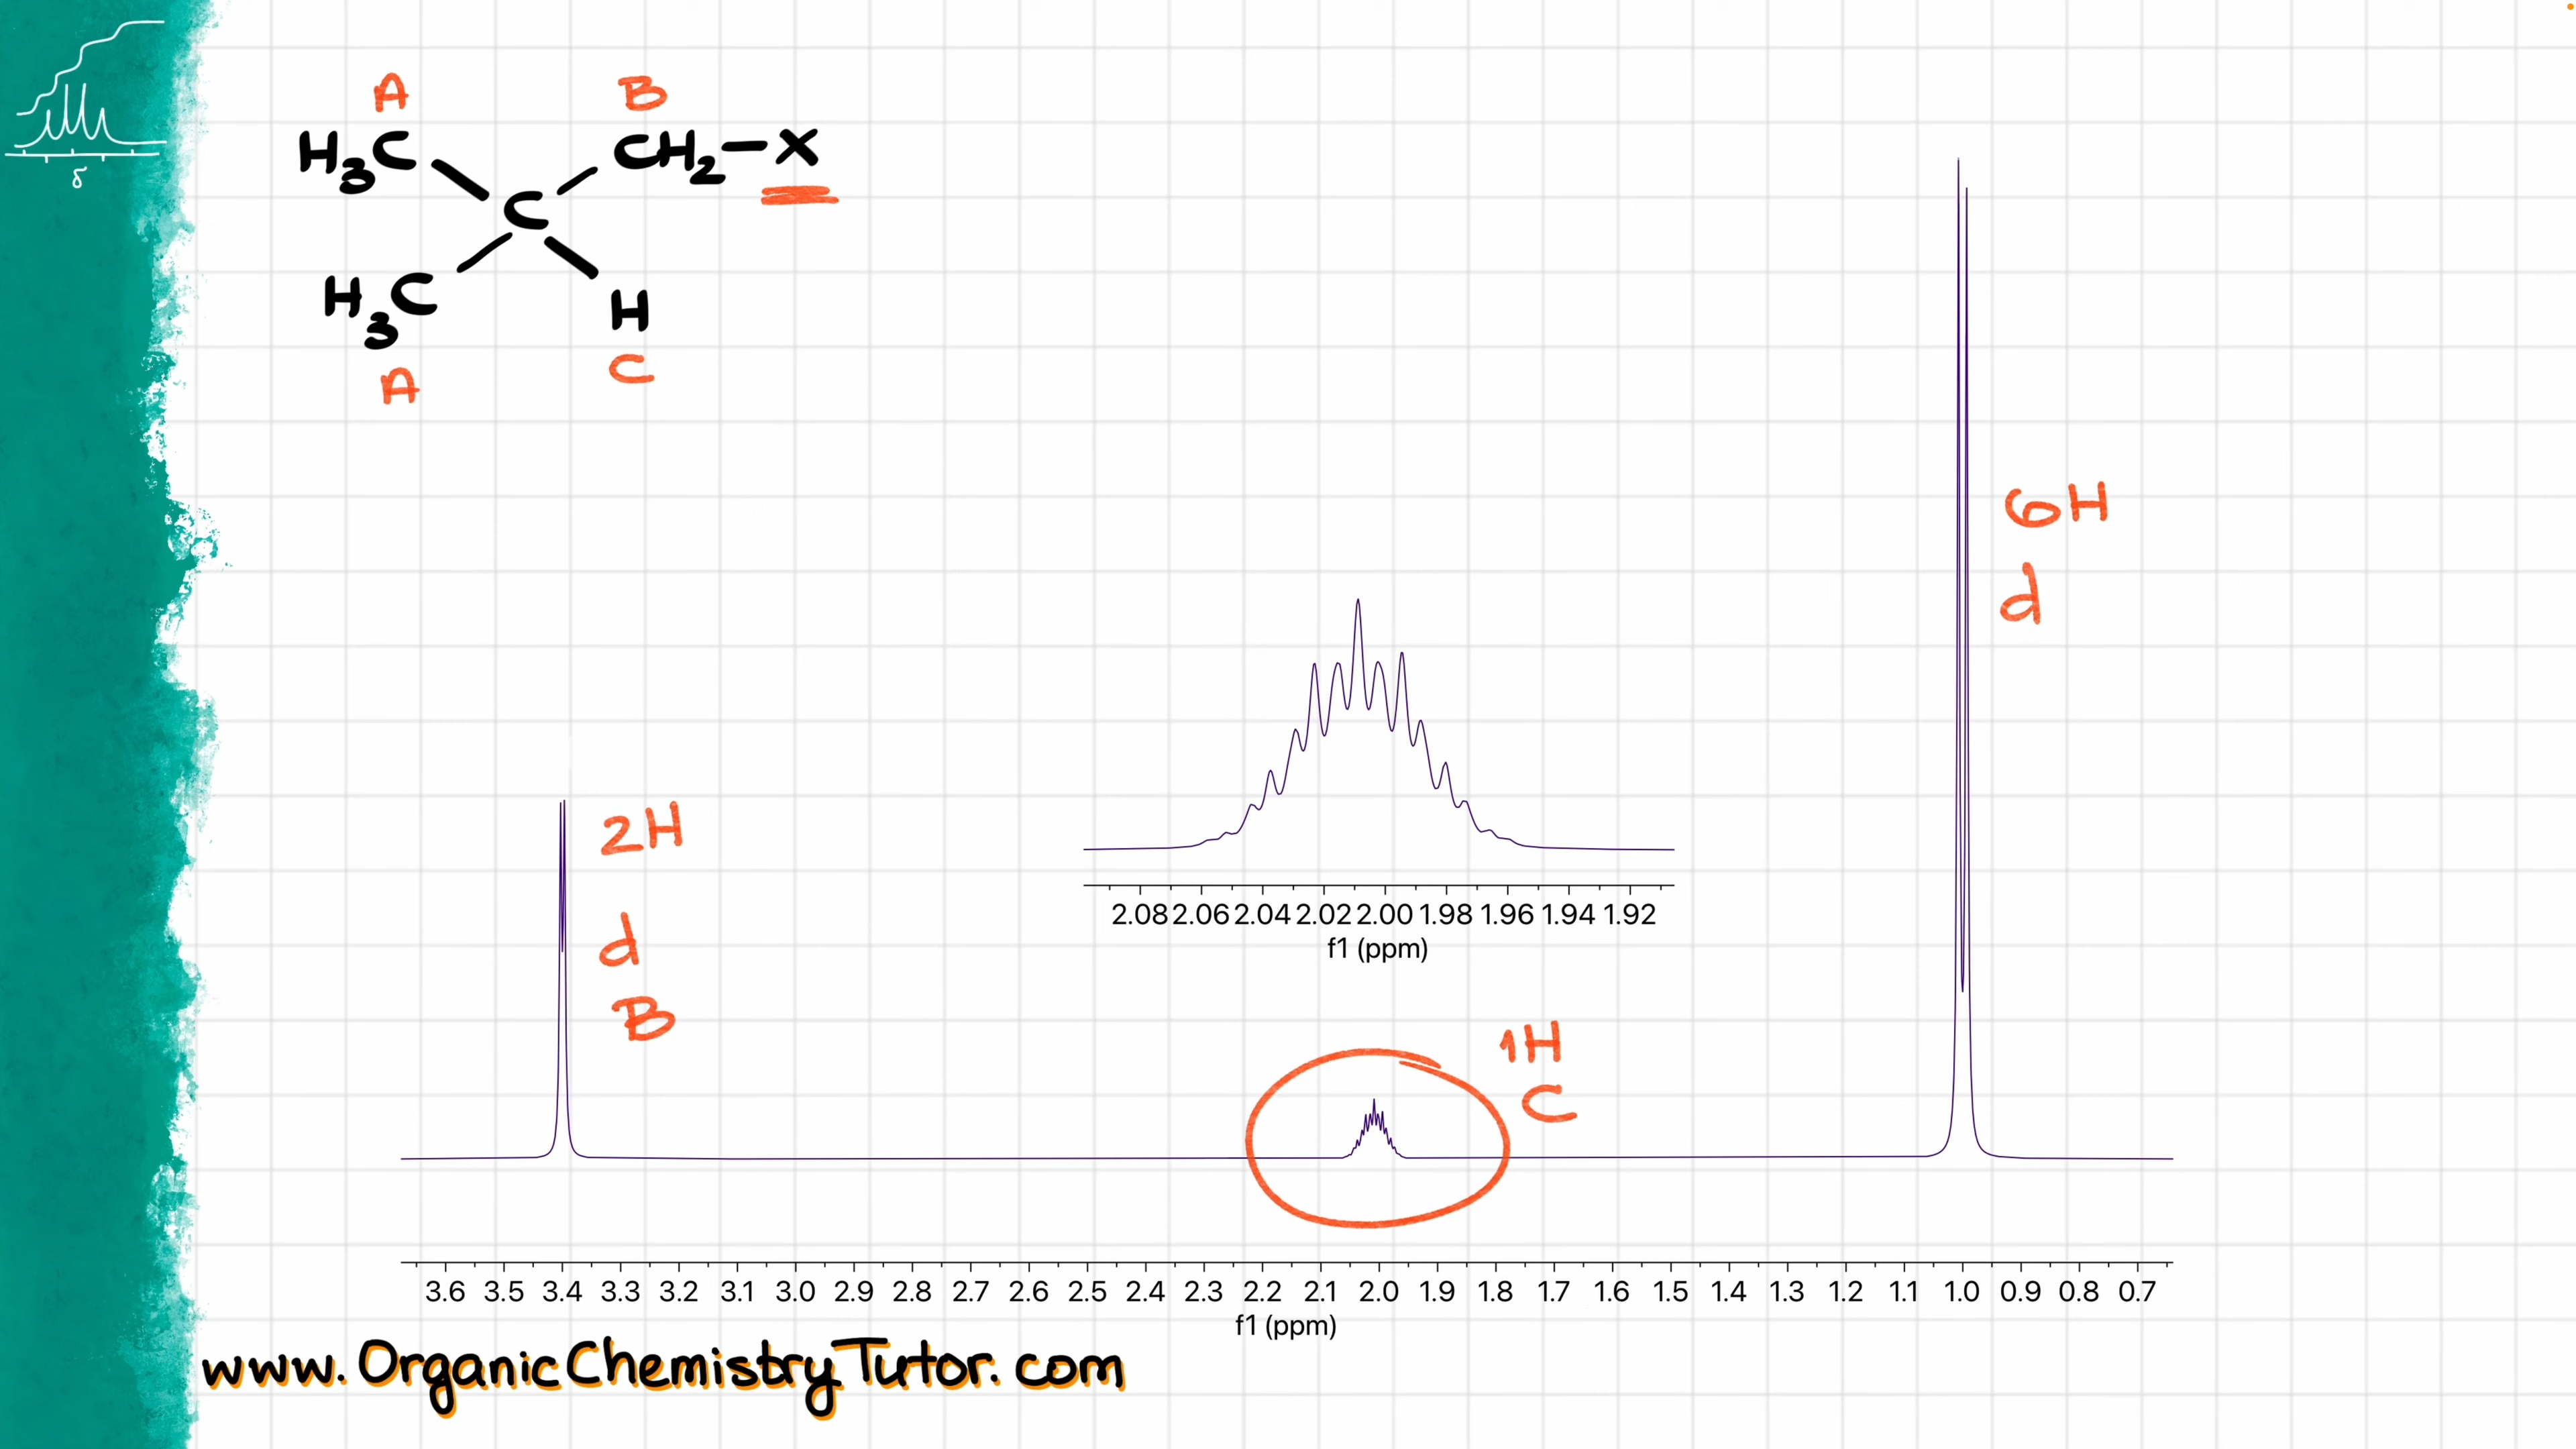 δ
A
B
H3C
CH2-X
C
H3C
H
A
C
6H
d
2H
d
B
2.08 2.06 2.04 2.02 2.00 1.98 1.96 1.94 1.92
f1 (ppm)
1H
C
3.6 3.5 3.4 3.3 3.2 3.1 3.0 2.9 2.8 2.7 2.6 2.5 2.4 2.3 2.2 2.1 2.0 1.9 1.8 1.7 1.6 1.5 1.4 1.3 1.2 1.1 1.0 0.9 0.8 0.7
f1 (ppm)
www.OrganicChemistryTutor.com